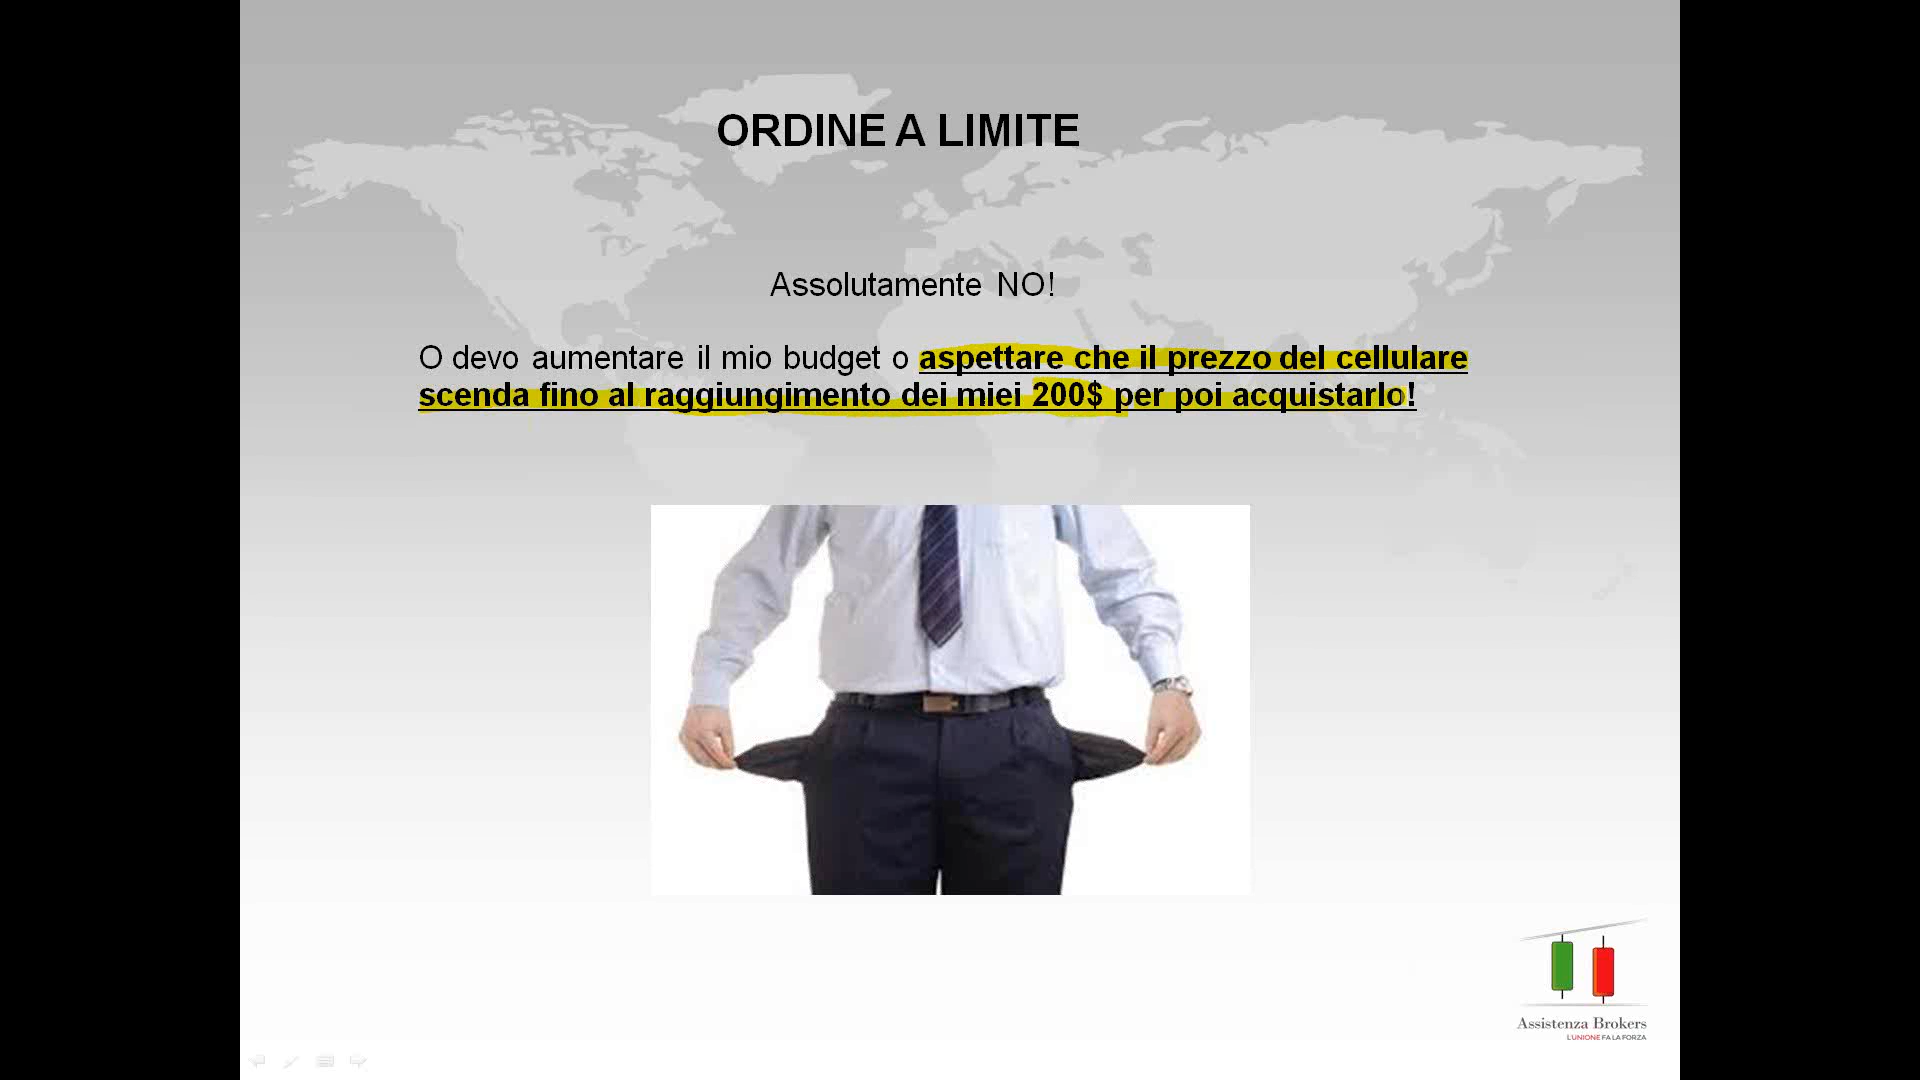 ORDINE A LIMITE
Assolutamente NO!
O devo aumentare il mio budget o aspettare che il prezzo del cellulare
scenda fino al raggiungimento dei miei 200$ per poi acquistarlo!
Assistenza Brokers
L'UNIONE FA LA FORZA